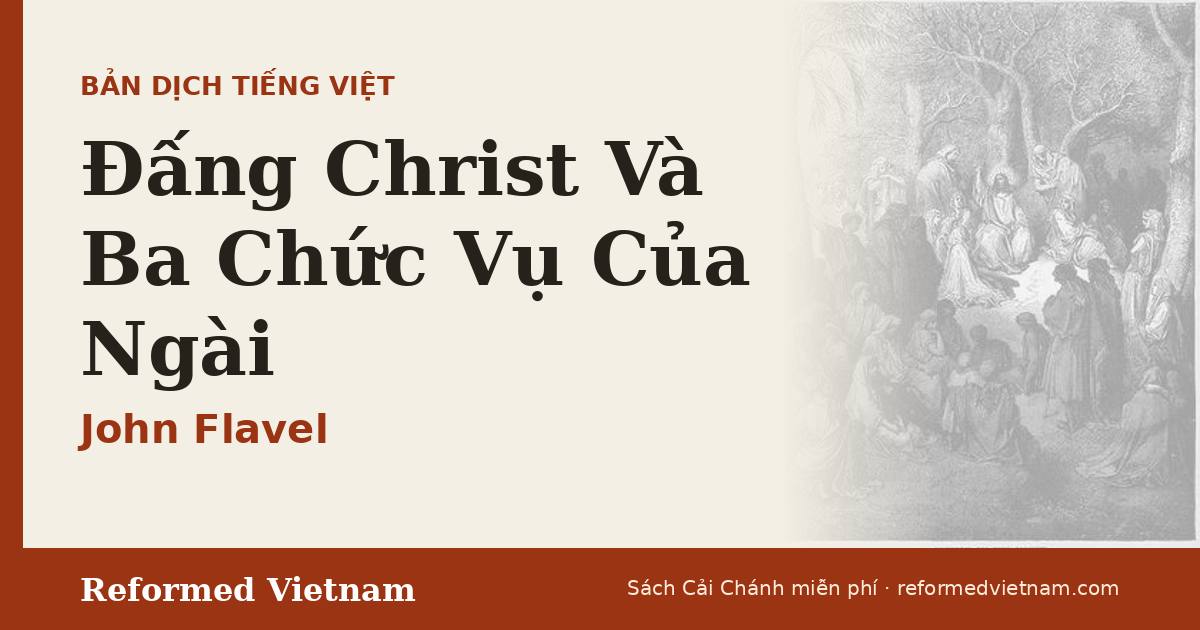 BẢN DỊCH TIẾNG VIỆT
Đấng Christ Và
Ba Chức Vụ Của
Ngài
John Flavel
Reformed Vietnam
Sách Cải Chánh miễn phí · reformedvietnam.com